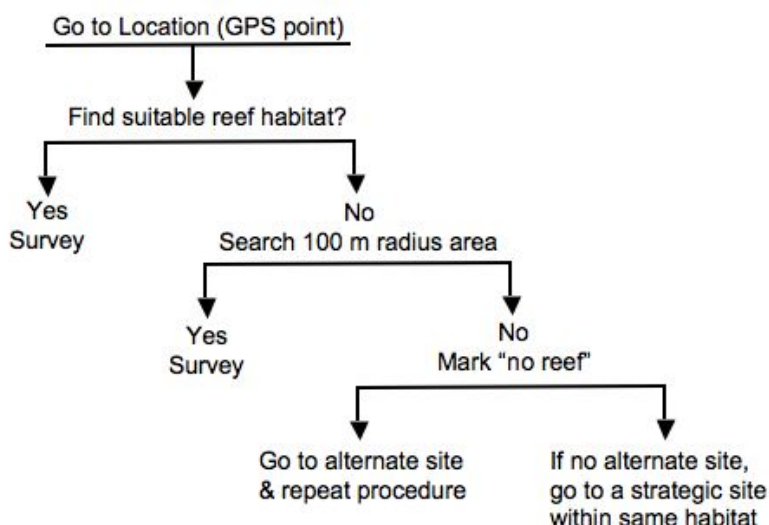 Go to Location (GPS point)
Find suitable reef habitat?
Yes
Survey
No
Search 100 m radius area
Yes
Survey
No
Mark “no reef”
Go to alternate site
& repeat procedure
If no alternate site,
go to a strategic site
within same habitat